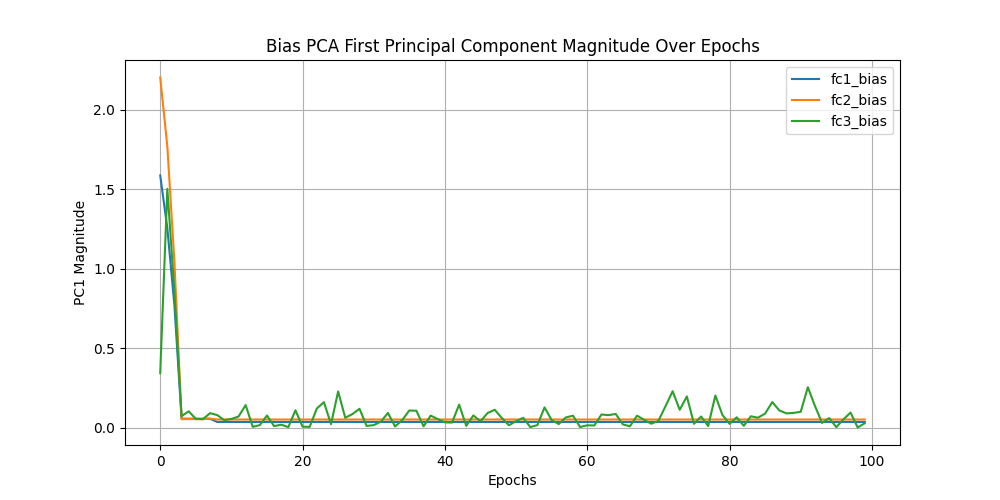 Bias PCA First Principal Component Magnitude Over Epochs
fc1_bias
fc2_bias
fc3_bias
2.0
1.5
1.0
0.5
0.0
PC1 Magnitude
0 20 40 60 80 100
Epochs